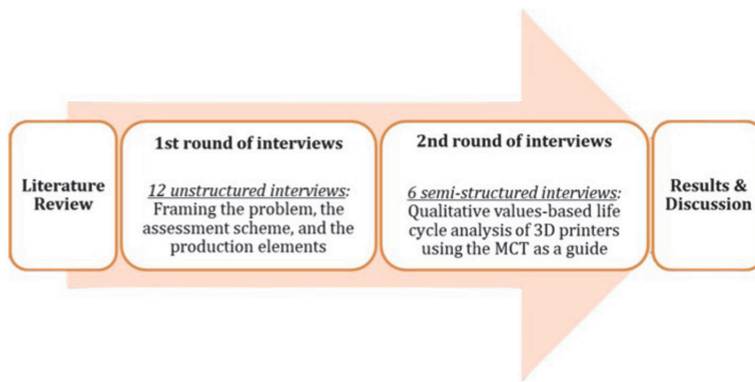 Literature
Review
1st round of interviews
12 unstructured interviews:
Framing the problem, the
assessment scheme, and the
production elements
2nd round of interviews
6 semi-structured interviews:
Qualitative values-based life
cycle analysis of 3D printers
using the MCT as a guide
Results &
Discussion